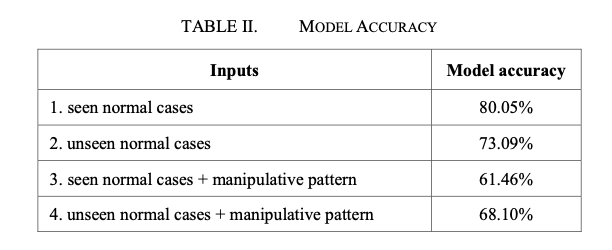 TABLE II. MODEL ACCURACY
Inputs Model accuracy
1. seen normal cases 80.05%
2. unseen normal cases 73.09%
3. seen normal cases + manipulative pattern 61.46%
4. unseen normal cases + manipulative pattern 68.10%